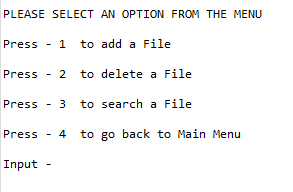 PLEASE SELECT AN OPTION FROM THE MENU
Press - 1  to add a File
Press - 2  to delete a File
Press - 3  to search a File
Press - 4  to go back to Main Menu
Input -